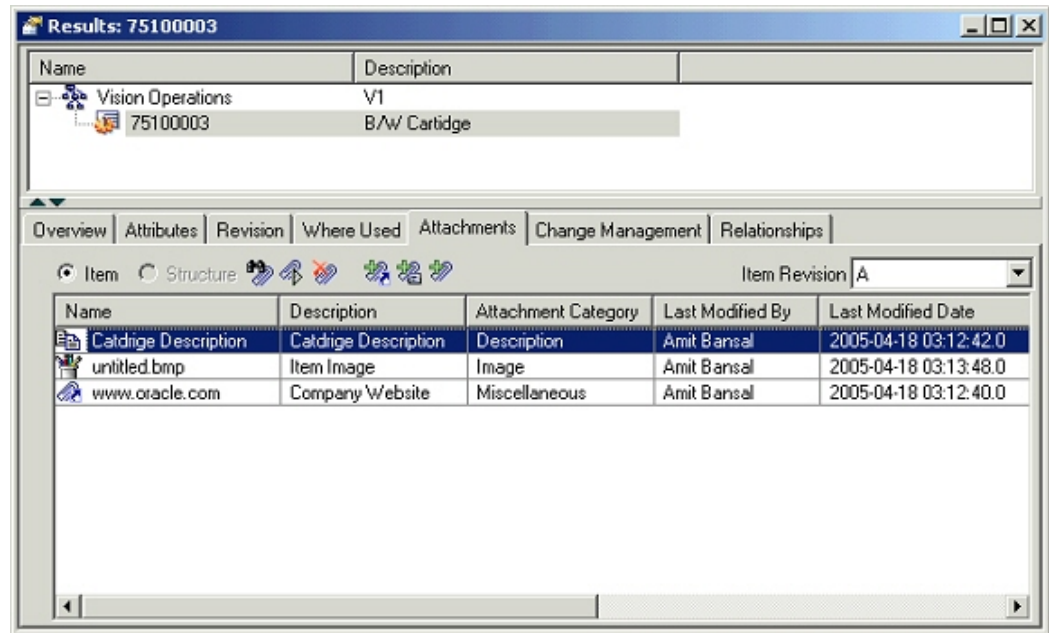 Results: 75100003
Name Description
Vision Operations V1
75100003 B/W Cartidge
Overview Attributes Revision Where Used Attachments Change Management Relationships
Item Structure Item Revision A
Name Description Attachment Category Last Modified By Last Modified Date
Catdrige Description Catdrige Description Description Amit Bansal 2005-04-18 03:12:42.0
untitled.bmp Item Image Image Amit Bansal 2005-04-18 03:13:48.0
www.oracle.com Company Website Miscellaneous Amit Bansal 2005-04-18 03:12:40.0